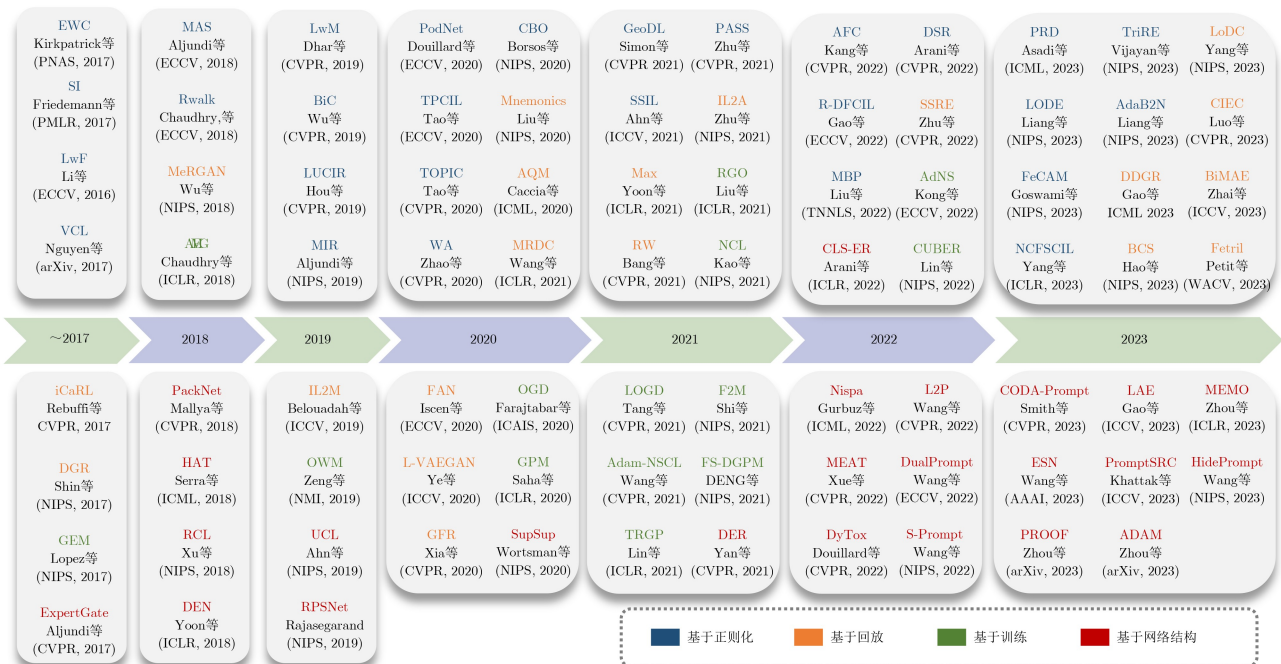 EWC
Kirkpatrick等
(PNAS, 2017)
SI
Friedemann等
(PMLR, 2017)
LwF
Li等
(ECCV, 2016)
VCL
Nguyen等
(arXiv, 2017)
MAS
Aljundi等
(ECCV, 2018)
Rwalk
Chaudhry,等
(ECCV, 2018)
MeRGAN
Wu等
(NIPS, 2018)
Chaudhry等
(ICLR, 2018)
LwM
Dhar等
(CVPR, 2019)
BiC
Wu等
(CVPR, 2019)
LUCIR
Hou等
(CVPR, 2019)
MIR
Aljundi等
(NIPS, 2019)
PodNet
Douillard等
(ECCV, 2020)
TPCIL
Tao等
(ECCV, 2020)
TOPIC
Tao等
(CVPR, 2020)
WA
Zhao等
(CVPR, 2020)
CBO
Borsos等
(NIPS, 2020)
Mnemonics
Liu等
(NIPS, 2020)
AQM
Caccia等
(ICML, 2020)
MRDC
Wang等
(ICLR, 2021)
GeoDL
Simon等
(CVPR 2021)
SSIL
Ahn等
(ICCV, 2021)
Max
Yoon等
(ICLR, 2021)
RW
Bang等
(CVPR, 2021)
PASS
Zhu等
(CVPR, 2021)
IL2A
Zhu等
(NIPS, 2021)
RGO
Liu等
(ICLR, 2021)
NCL
Kao等
(NIPS, 2021)
AFC
Kang等
(CVPR, 2022)
R-DFCIL
Gao等
(ECCV, 2022)
MBP
Liu等
(TNNLS, 2022)
CLS-ER
Arani等
(ICLR, 2022)
DSR
Arani等
(CVPR, 2022)
SSRE
Zhu等
(CVPR, 2022)
AdNS
Kong等
(ECCV, 2022)
CUBER
Lin等
(NIPS, 2022)
PRD
Asadi等
(ICML, 2023)
LODE
Liang等
(NIPS, 2023)
FeCAM
Goswami等
(NIPS, 2023)
NCFSCIL
Yang等
(ICLR, 2023)
TriRE
Vijayan等
(NIPS, 2023)
AdaB2N
Liang等
(NIPS, 2023)
DDGR
Gao等
ICML 2023
BCS
Hao等
(NIPS, 2023)
LoDC
Yang等
(NIPS, 2023)
CIEC
Luo等
(CVPR, 2023)
BiMAE
Zhai等
(ICCV, 2023)
Fetril
Petit等
(WACV, 2023)
～2017
2018
2019
2020
2021
2022
2023
iCaRL
Rebuffi等
CVPR, 2017
DGR
Shin等
(NIPS, 2017)
GEM
Lopez等
(NIPS, 2017)
ExpertGate
Aljundi等
(CVPR, 2017)
PackNet
Mallya等
(CVPR, 2018)
HAT
Serra等
(ICML, 2018)
RCL
Xu等
(NIPS, 2018)
DEN
Yoon等
(ICLR, 2018)
IL2M
Belouadah等
(ICCV, 2019)
OWM
Zeng等
(NMI, 2019)
UCL
Ahn等
(NIPS, 2019)
RPSNet
Rajasegarand
(NIPS, 2019)
FAN
Iscen等
(ECCV, 2020)
L-VAEGAN
Ye等
(ICCV, 2020)
GFR
Xia等
(CVPR, 2020)
OGD
Farajtabar等
(ICAIS, 2020)
GPM
Saha等
(ICLR, 2020)
SupSup
Wortsman等
(NIPS, 2020)
LOGD
Tang等
(CVPR, 2021)
Adam-NSCL
Wang等
(CVPR, 2021)
TRGP
Lin等
(ICLR, 2021)
F2M
Shi等
(NIPS, 2021)
FS-DGPM
DENG等
(NIPS, 2021)
DER
Yan等
(CVPR, 2021)
Nispa
Gurbuz等
(ICML, 2022)
MEAT
Xue等
(CVPR, 2022)
DyTox
Douillard等
(CVPR, 2022)
L2P
Wang等
(CVPR, 2022)
DualPrompt
Wang等
(ECCV, 2022)
S-Prompt
Wang等
(NIPS, 2022)
CODA-Prompt
Smith等
(CVPR, 2023)
ESN
Wang等
(AAAI, 2023)
PROOF
Zhou等
(arXiv, 2023)
LAE
Gao等
(ICCV, 2023)
PromptSRC
Khattak等
(ICCV, 2023)
ADAM
Zhou等
(arXiv, 2023)
MEMO
Zhou等
(ICLR, 2023)
HidePrompt
Wang等
(NIPS, 2023)
基于正则化
基于回放
基于训练
基于网络结构